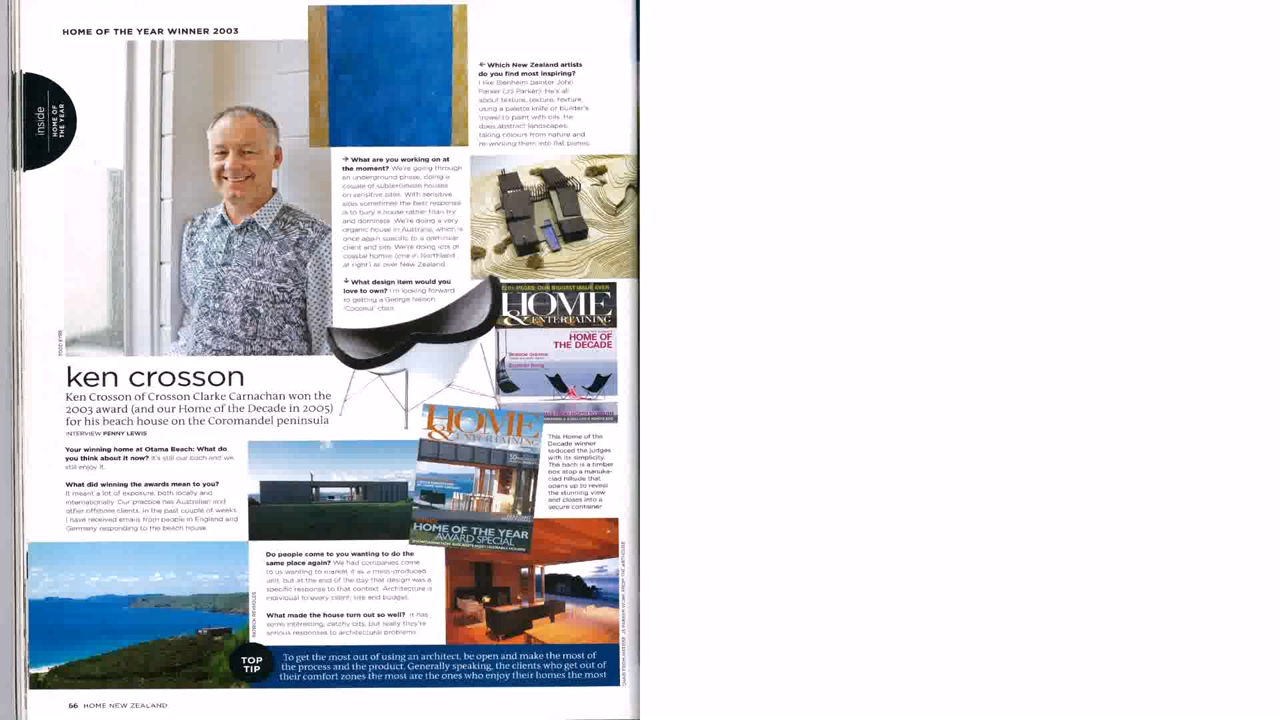 HOME OF THE YEAR WINNER 2003
inside
HOME OF
THE YEAR
← Which New Zealand artists
do you find most inspiring?
I like Blenheim painter John
Parker (JS Parker). He's all
about texture, texture, texture,
using a palette knife or builder's
trowel to paint with oils. He
does abstract landscapes,
taking colours from nature and
re-working them into flat planes.
→ What are you working on at
the moment? We're going through
an underground phase, doing a
couple of subterranean houses
on sensitive sites. With sensitive
sites sometimes the best response
is to bury a house rather than try
and dominate. We're doing a very
organic house in Australia, which is
once again specific to a particular
client and site. We're doing lots of
coastal homes (one in Northland
at right) all over New Zealand.
↓ What design item would you
love to own? I'm looking forward
to getting a George Nelson
'Coconut' chair.
PAGES: OUR BIGGEST ISSUE EVER
HOME
& ENTERTAINING
HOME OF
THE DECADE
TODD EYRE
ken crosson
Ken Crosson of Crosson Clarke Carnachan won the
2003 award (and our Home of the Decade in 2005)
for his beach house on the Coromandel peninsula
INTERVIEW PENNY LEWIS
Your winning home at Otama Beach: What do
you think about it now? It's still our bach and we
still enjoy it.
What did winning the awards mean to you?
It meant a lot of exposure, both locally and
internationally. Our practice has Australian and
other offshore clients. In the past couple of weeks
I have received emails from people in England and
Germany responding to the beach house.
HOME
& ENTERTAINING
HOME OF THE YEAR
AWARD SPECIAL
This Home of the
Decade winner
seduced the judges
with its simplicity.
The bach is a timber
box atop a manuka-
clad hillside that
opens up to reveal
the stunning view
and closes into a
secure container
Do people come to you wanting to do the
same place again? We had companies come
to us wanting to market it as a mass-produced
unit, but at the end of the day that design was a
specific response to that context. Architecture is
individual to every client, site and budget.
What made the house turn out so well? It has
some interesting, catchy bits, but really they're
serious responses to architectural problems.
PATRICK REYNOLDS
TOP
TIP
To get the most out of using an architect, be open and make the most of
the process and the product. Generally speaking, the clients who get out of
their comfort zones the most are the ones who enjoy their homes the most
66 HOME NEW ZEALAND